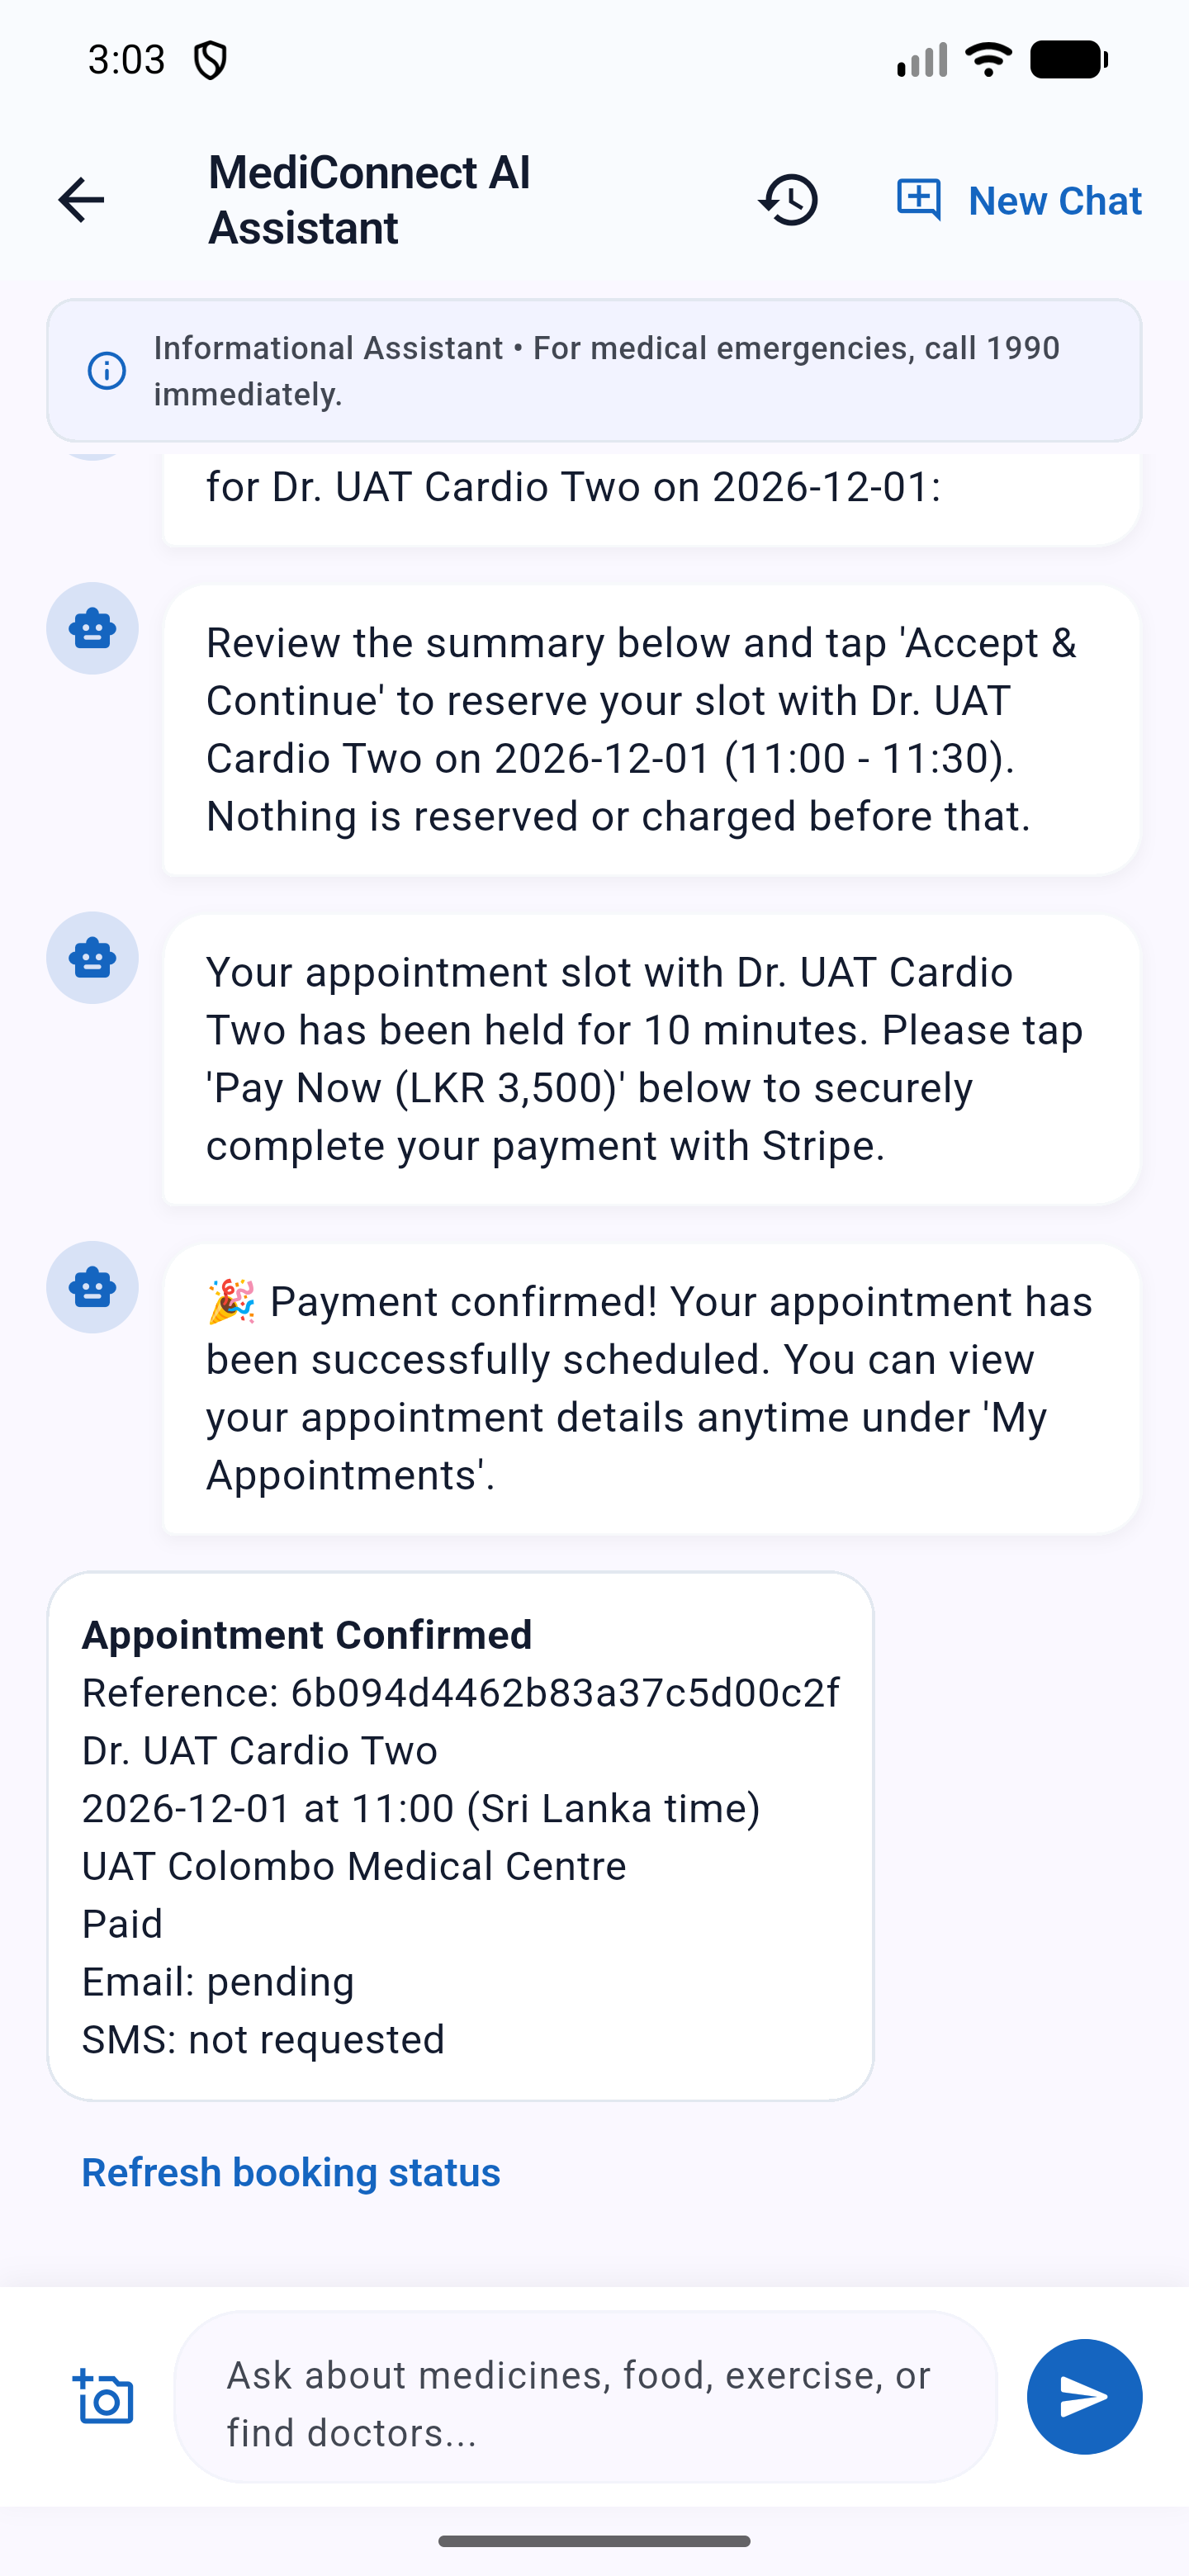 3:03
MediConnect AI
Assistant
New Chat
Informational Assistant • For medical emergencies, call 1990
immediately.
for Dr. UAT Cardio Two on 2026-12-01:
Review the summary below and tap 'Accept &
Continue' to reserve your slot with Dr. UAT
Cardio Two on 2026-12-01 (11:00 - 11:30).
Nothing is reserved or charged before that.
Your appointment slot with Dr. UAT Cardio
Two has been held for 10 minutes. Please tap
'Pay Now (LKR 3,500)' below to securely
complete your payment with Stripe.
🎉 Payment confirmed! Your appointment has
been successfully scheduled. You can view
your appointment details anytime under 'My
Appointments'.
Appointment Confirmed
Reference: 6b094d4462b83a37c5d00c2f
Dr. UAT Cardio Two
2026-12-01 at 11:00 (Sri Lanka time)
UAT Colombo Medical Centre
Paid
Email: pending
SMS: not requested
Refresh booking status
Ask about medicines, food, exercise, or
find doctors...